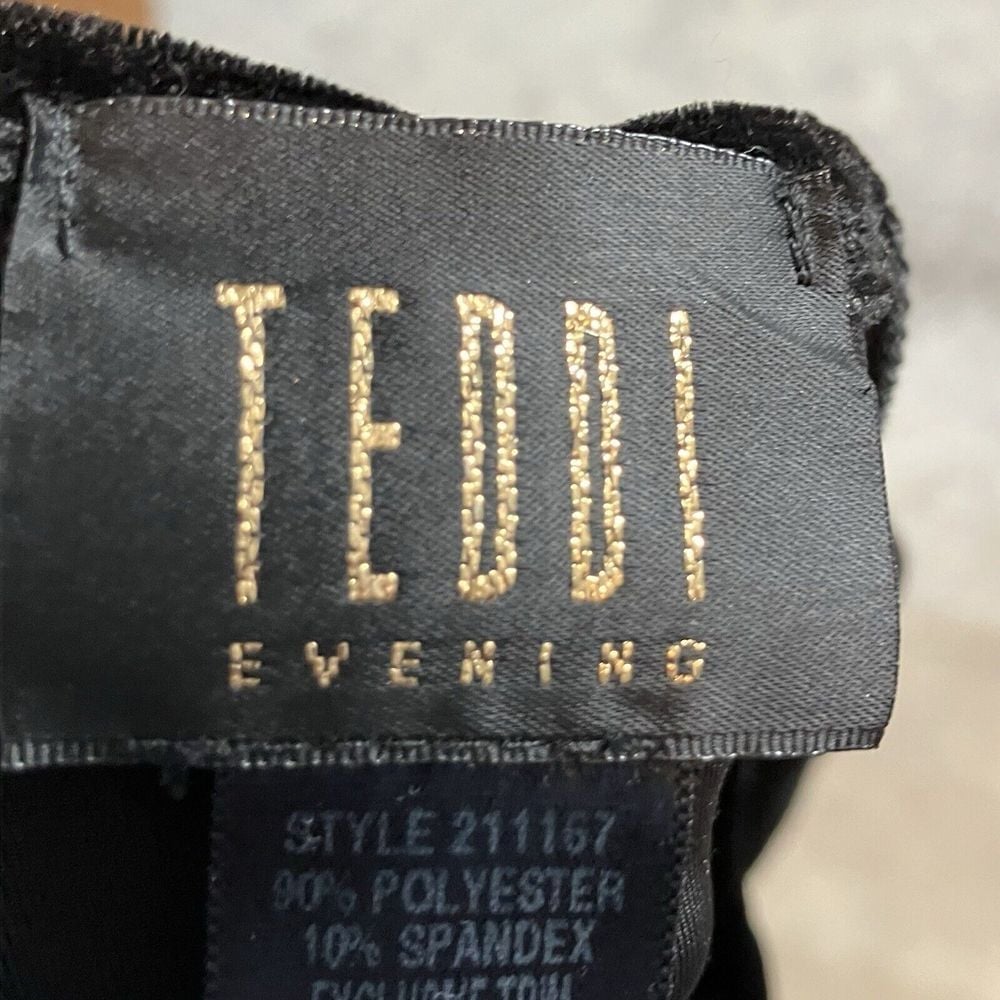 TEDDI
EVENING
STYLE 211167
90% POLYESTER
10% SPANDEX